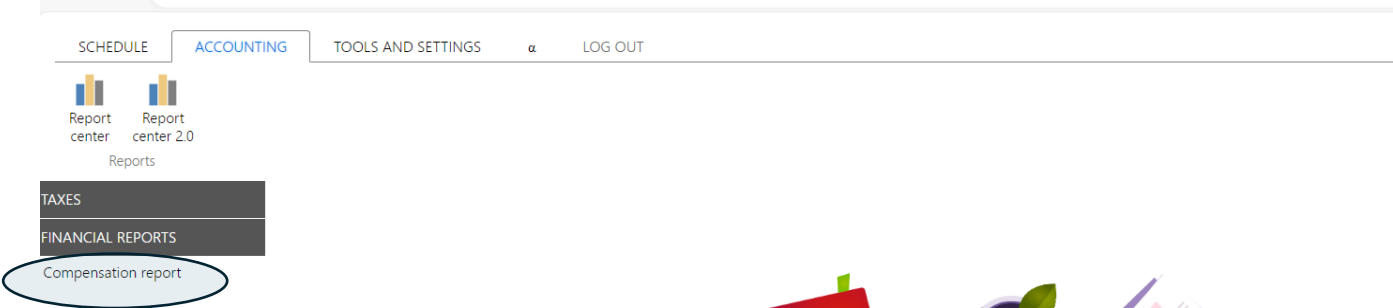 SCHEDULE ACCOUNTING TOOLS AND SETTINGS α LOG OUT
Report center
Report center 2.0
Reports
TAXES
FINANCIAL REPORTS
Compensation report